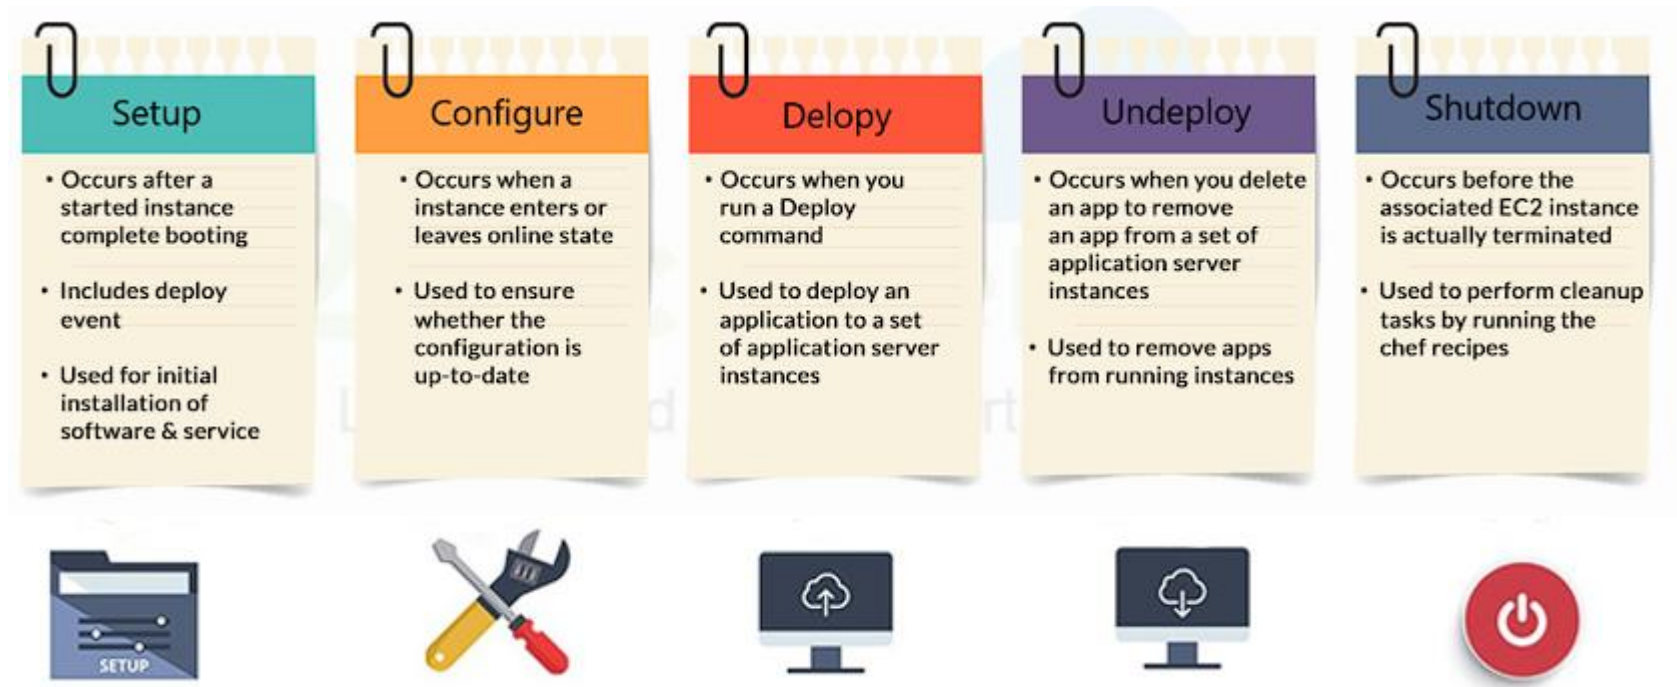 Setup
• Occurs after a
started instance
complete booting
• Includes deploy
event
• Used for initial
installation of
software & service
Configure
• Occurs when a
instance enters or
leaves online state
• Used to ensure
whether the
configuration is
up-to-date
Delopy
• Occurs when you
run a Deploy
command
• Used to deploy an
application to a set
of application server
instances
Undeploy
• Occurs when you delete
an app to remove
an app from a set of
application server
instances
• Used to remove apps
from running instances
Shutdown
• Occurs before the
associated EC2 instance
is actually terminated
• Used to perform cleanup
tasks by running the
chef recipes
SETUP